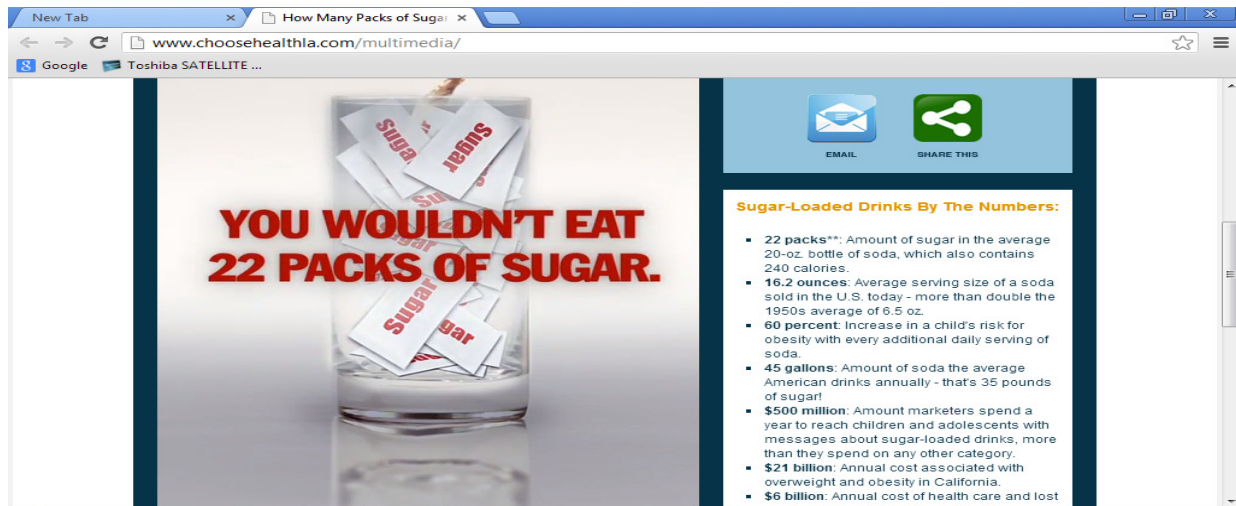 New Tab
How Many Packs of Suga
www.choosehealthla.com/multimedia/
Google
Toshiba SATELLITE ...
Sugar
Sugar
Su
Sugar
gar
YOU WOULDN'T EAT
22 PACKS OF SUGAR.
EMAIL
SHARE THIS
Sugar-Loaded Drinks By The Numbers:
22 packs**: Amount of sugar in the average
20-oz. bottle of soda, which also contains
240 calories.
16.2 ounces: Average serving size of a soda
sold in the U.S. today - more than double the
1950s average of 6.5 oz.
60 percent: Increase in a child's risk for
obesity with every additional daily serving of
soda.
45 gallons: Amount of soda the average
American drinks annually - that's 35 pounds
of sugar!
$500 million: Amount marketers spend a
year to reach children and adolescents with
messages about sugar-loaded drinks, more
than they spend on any other category.
$21 billion: Annual cost associated with
overweight and obesity in California.
$6 billion: Annual cost of health care and lost